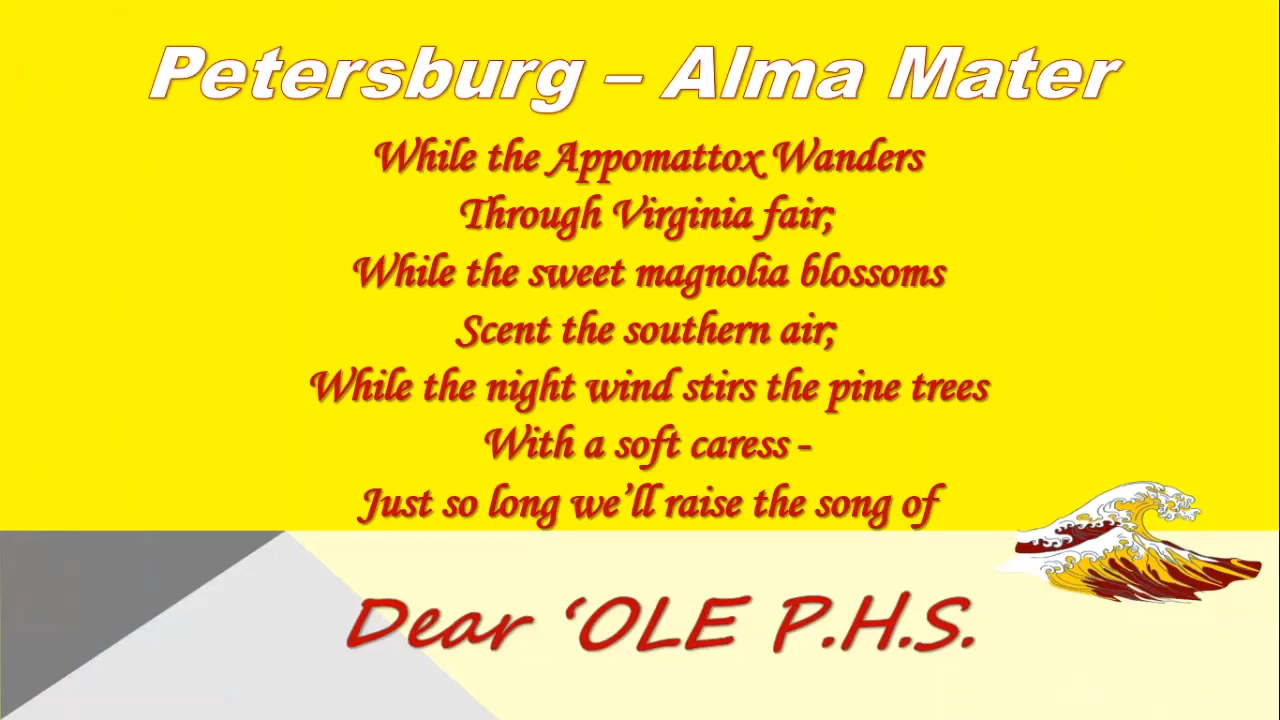 Petersburg – Alma Mater
While the Appomattox Wanders
Through Virginia fair;
While the sweet magnolia blossoms
Scent the southern air;
While the night wind stirs the pine trees
With a soft caress -
Just so long we’ll raise the song of
Dear ‘OLE P.H.S.